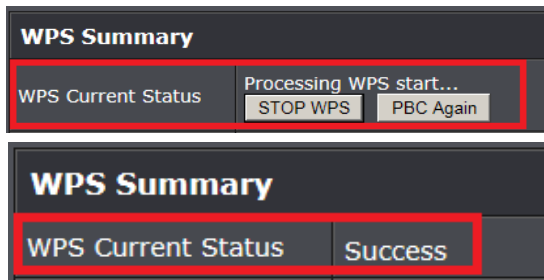 WPS Summary
WPS Current Status
Processing WPS start...
STOP WPS PBC Again
WPS Summary
WPS Current Status Success